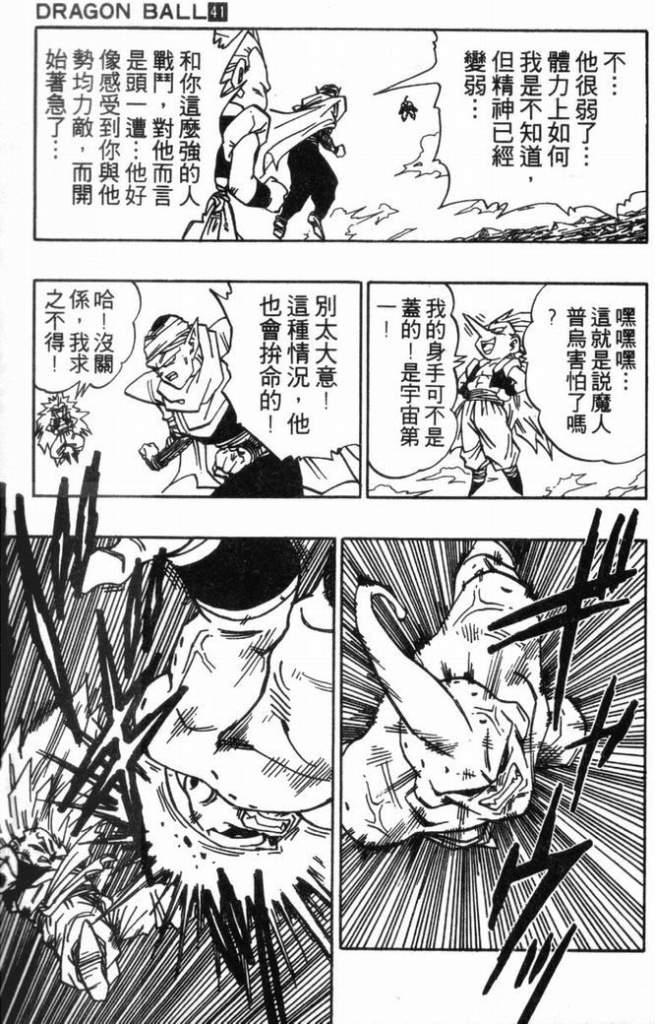 DRAGON BALL 41
不…
他很弱了…
體力上如何
我是不知道，
但精神已經
變弱…
和你這麼強的人
戰鬥，對他而言
是頭一遭…他好
像感受到你與他
勢均力敵，而開
始著急了…
嘿嘿嘿…
這就是說魔人
普烏害怕了嗎
？
我的身手可不是
蓋的！是宇宙第
一！
別太大意！
這種情況，他
也會拚命的！
哈！沒關
係，我求
之不得！